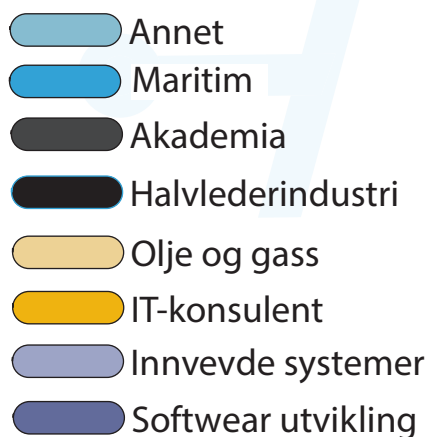 Annet
Maritim
Akademia
Halvlederindustri
Olje og gass
IT-konsulent
Innvevde systemer
Softwear utvikling